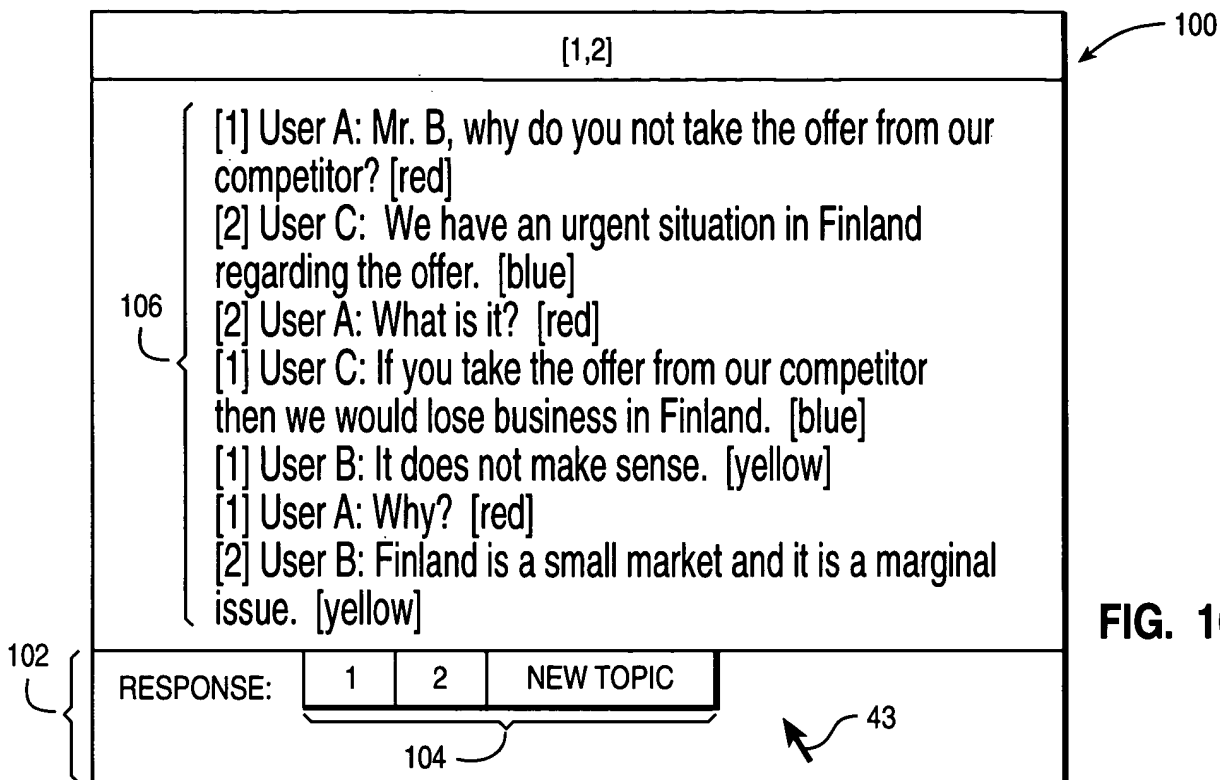 [1,2]
100
[1] User A: Mr. B, why do you not take the offer from our
competitor? [red]
[2] User C: We have an urgent situation in Finland
regarding the offer. [blue]
[2] User A: What is it? [red]
[1] User C: If you take the offer from our competitor
then we would lose business in Finland. [blue]
[1] User B: It does not make sense. [yellow]
[1] User A: Why? [red]
[2] User B: Finland is a small market and it is a marginal
issue. [yellow]
106
FIG. 1
102
RESPONSE: 1 2 NEW TOPIC
104
43